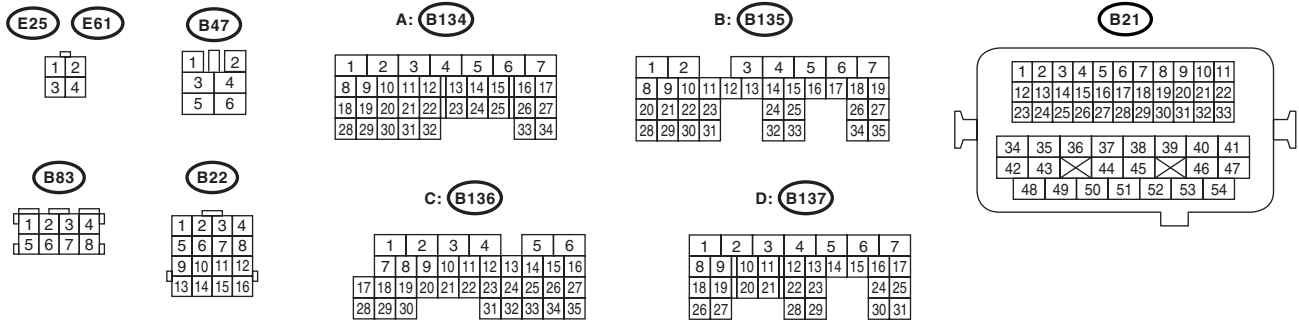 E25 E61
1 2
3 4
B47
1 2
3 4
5 6
A: B134
1 2 3 4 5 6 7
8 9 10 11 12 13 14 15 16 17
18 19 20 21 22 23 24 25 26 27
28 29 30 31 32 33 34
B: B135
1 2 3 4 5 6 7
8 9 10 11 12 13 14 15 16 17 18 19
20 21 22 23 24 25 26 27
28 29 30 31 32 33 34 35
B21
1 2 3 4 5 6 7 8 9 10 11
12 13 14 15 16 17 18 19 20 21 22
23 24 25 26 27 28 29 30 31 32 33
34 35 36 37 38 39 40 41
42 43 44 45 46 47
48 49 50 51 52 53 54
B83
1 2 3 4
5 6 7 8
B22
1 2 3 4
5 6 7 8
9 10 11 12
13 14 15 16
C: B136
1 2 3 4 5 6
7 8 9 10 11 12 13 14 15 16
17 18 19 20 21 22 23 24 25 26 27
28 29 30 31 32 33 34 35
D: B137
1 2 3 4 5 6 7
8 9 10 11 12 13 14 15 16 17
18 19 20 21 22 23 24 25
26 27 28 29 30 31